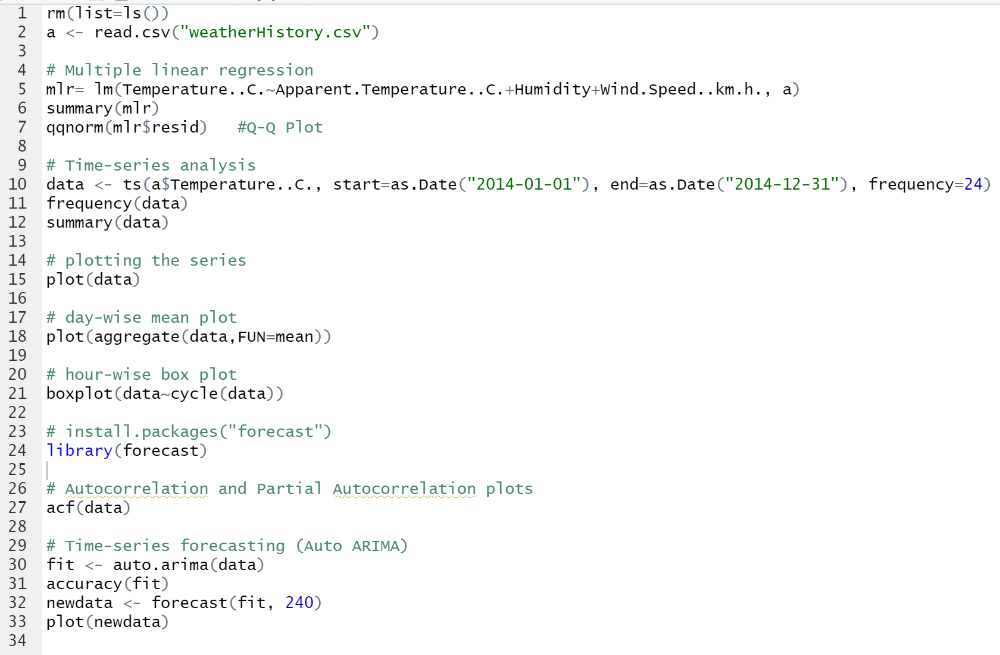 1 rm(list=ls())
2 a <- read.csv("weatherHistory.csv")
3
4 # Multiple linear regression
5 mlr= lm(Temperature..C.~Apparent.Temperature..C.+Humidity+Wind.Speed..km.h., a)
6 summary(mlr)
7 qqnorm(mlr$resid)   #Q-Q Plot
8
9 # Time-series analysis
10 data <- ts(a$Temperature..C., start=as.Date("2014-01-01"), end=as.Date("2014-12-31"), frequency=24)
11 frequency(data)
12 summary(data)
13
14 # plotting the series
15 plot(data)
16
17 # day-wise mean plot
18 plot(aggregate(data,FUN=mean))
19
20 # hour-wise box plot
21 boxplot(data~cycle(data))
22
23 # install.packages("forecast")
24 library(forecast)
25
26 # Autocorrelation and Partial Autocorrelation plots
27 acf(data)
28
29 # Time-series forecasting (Auto ARIMA)
30 fit <- auto.arima(data)
31 accuracy(fit)
32 newdata <- forecast(fit, 240)
33 plot(newdata)
34